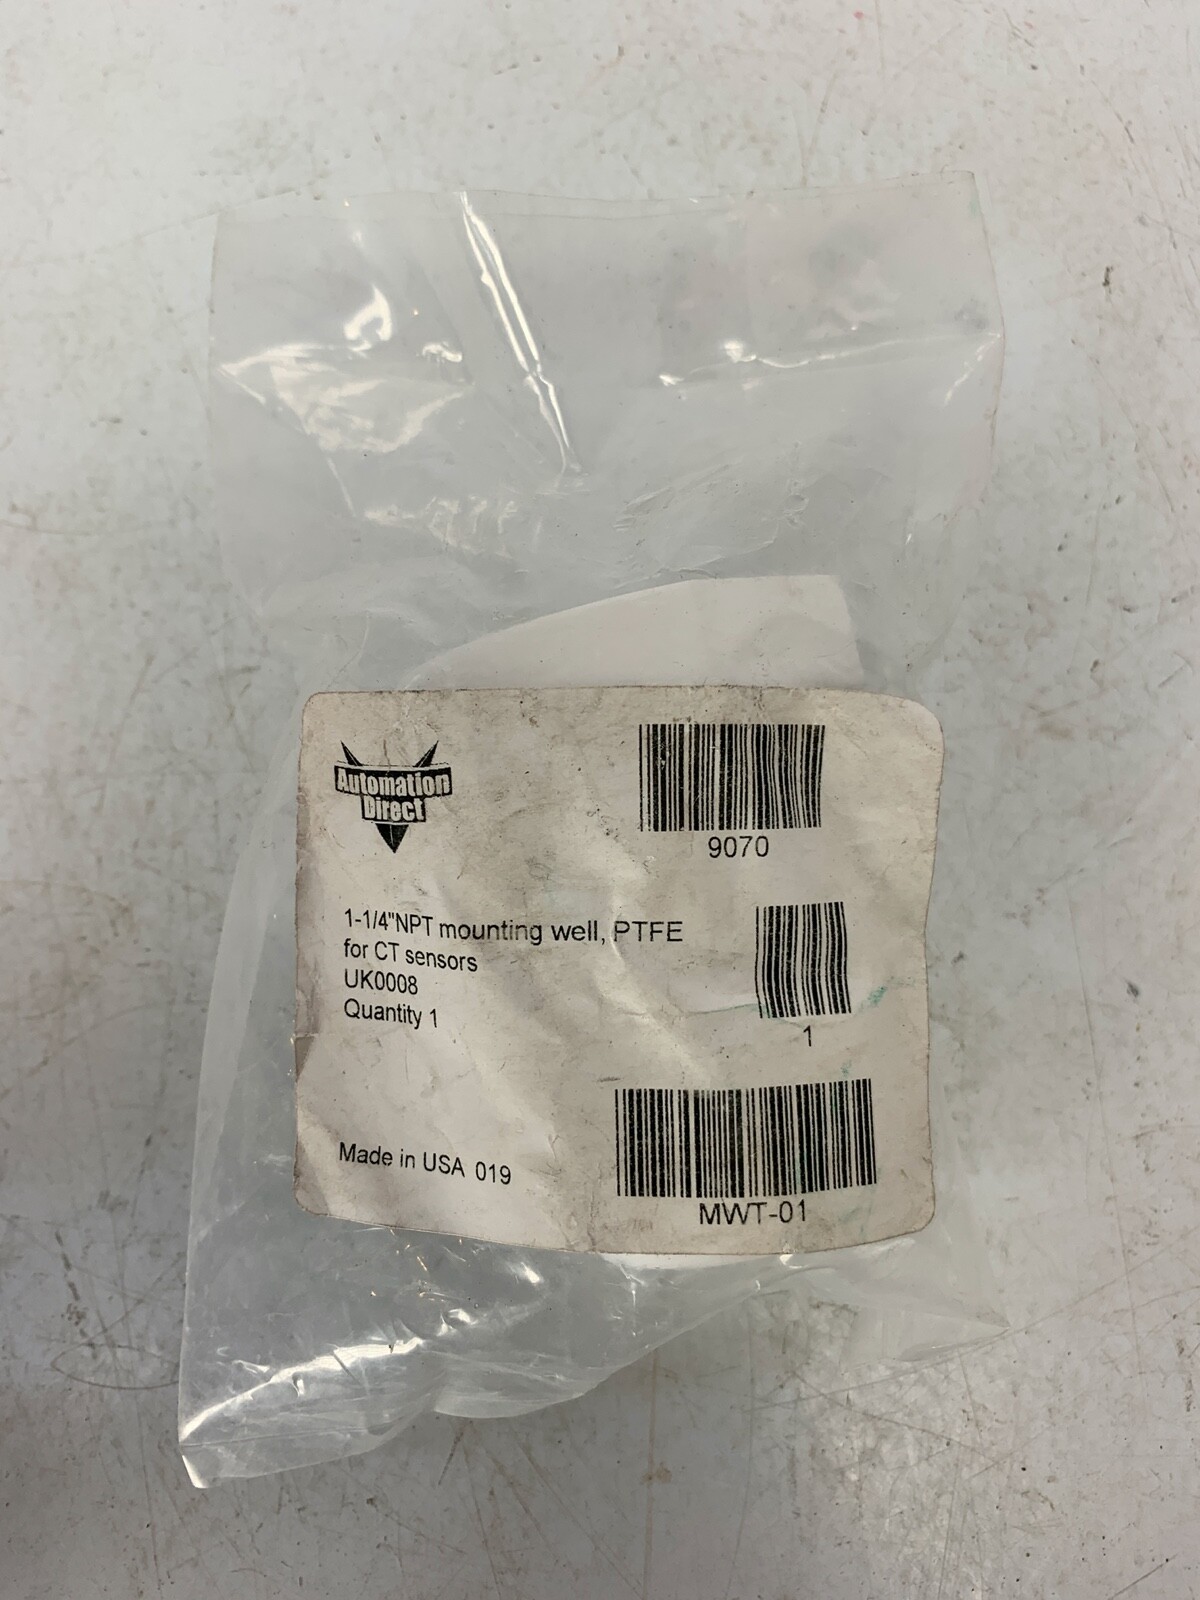 Automation
Direct
9070
1-1/4"NPT mounting well, PTFE
for CT sensors
UK0008
Quantity 1
1
Made in USA 019
MWT-01